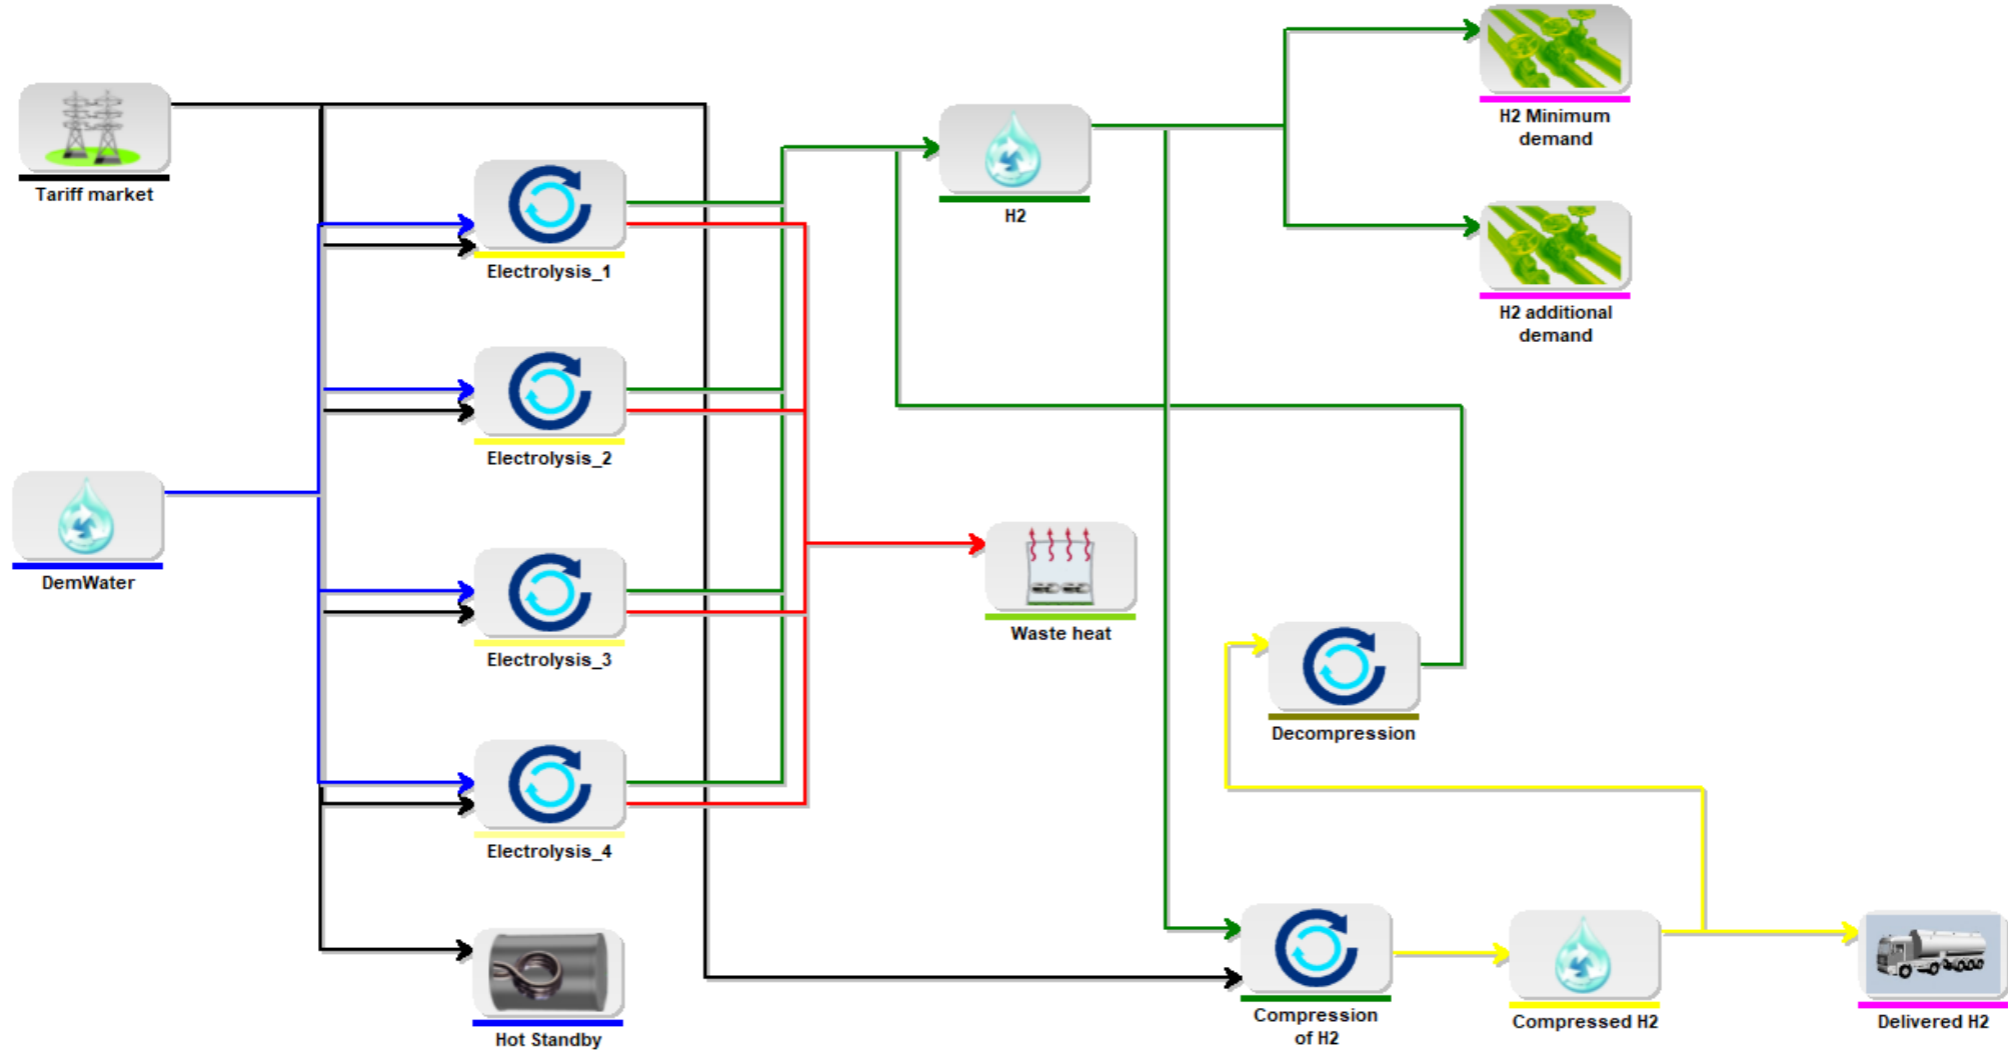 H2 Minimum
demand
Tariff market
H2
Electrolysis_1
H2 additional
demand
Electrolysis_2
DemWater
Waste heat
Electrolysis_3
Decompression
Electrolysis_4
Compression
of H2
Compressed H2
Delivered H2
Hot Standby